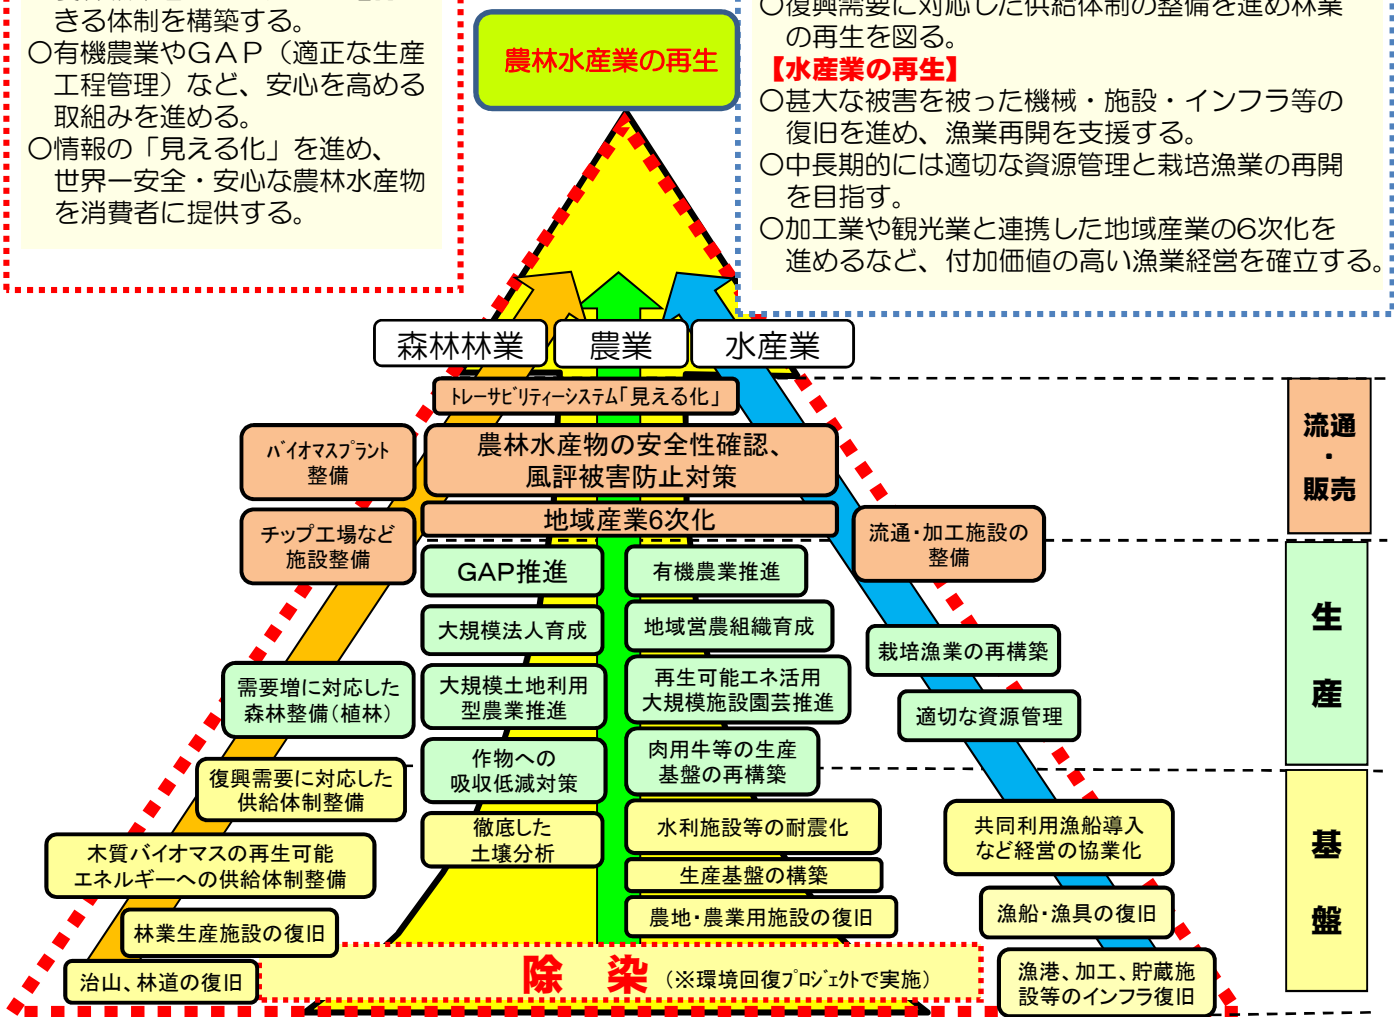 きる体制を構築する。
〇有機農業やGAP（適正な生産
工程管理）など、安心を高める
取組みを進める。
〇情報の「見える化」を進め、
世界一安全・安心な農林水産物
を消費者に提供する。
農林水産業の再生
〇復興需要に対応した供給体制の整備を進め林業
の再生を図る。
【水産業の再生】
〇甚大な被害を被った機械・施設・インフラ等の
復旧を進め、漁業再開を支援する。
〇中長期的には適切な資源管理と栽培漁業の再開
を目指す。
〇加工業や観光業と連携した地域産業の6次化を
進めるなど、付加価値の高い漁業経営を確立する。
森林林業
農業
水産業
ﾄﾚｰｻﾋﾞﾘﾃｨｰｼｽﾃﾑ「見える化」
ﾊﾞｲｵﾏｽﾌﾟﾗﾝﾄ
整備
農林水産物の安全性確認、
風評被害防止対策
地域産業6次化
チップ工場など
施設整備
流通・加工施設の
整備
流通
・
販売
GAP推進
有機農業推進
大規模法人育成
地域営農組織育成
栽培漁業の再構築
需要増に対応した
森林整備（植林）
大規模土地利用
型農業推進
再生可能エネ活用
大規模施設園芸推進
適切な資源管理
生
産
作物への
吸収低減対策
肉用牛等の生産
基盤の再構築
復興需要に対応した
供給体制整備
徹底した
土壌分析
水利施設等の耐震化
共同利用漁船導入
など経営の協業化
木質バイオマスの再生可能
エネルギーへの供給体制整備
生産基盤の構築
基
盤
林業生産施設の復旧
農地・農業用施設の復旧
漁船・漁具の復旧
治山、林道の復旧
除　染（※環境回復ﾌﾟﾛｼﾞｪｸﾄで実施）
漁港、加工、貯蔵施
設等のインフラ復旧